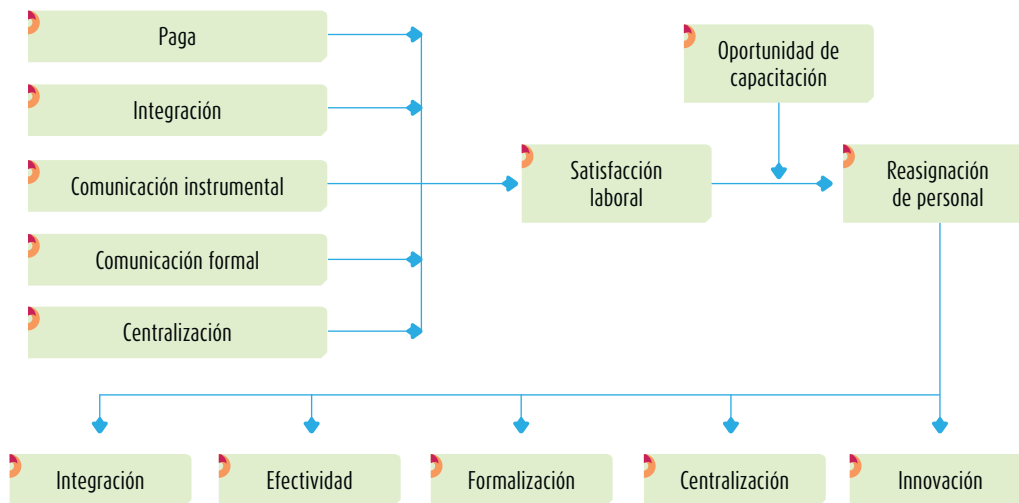 Paga
Oportunidad de
capacitación
Integración
Comunicación instrumental
Satisfacción
laboral
Reasignación
de personal
Comunicación formal
Centralización
Integración
Efectividad
Formalización
Centralización
Innovación